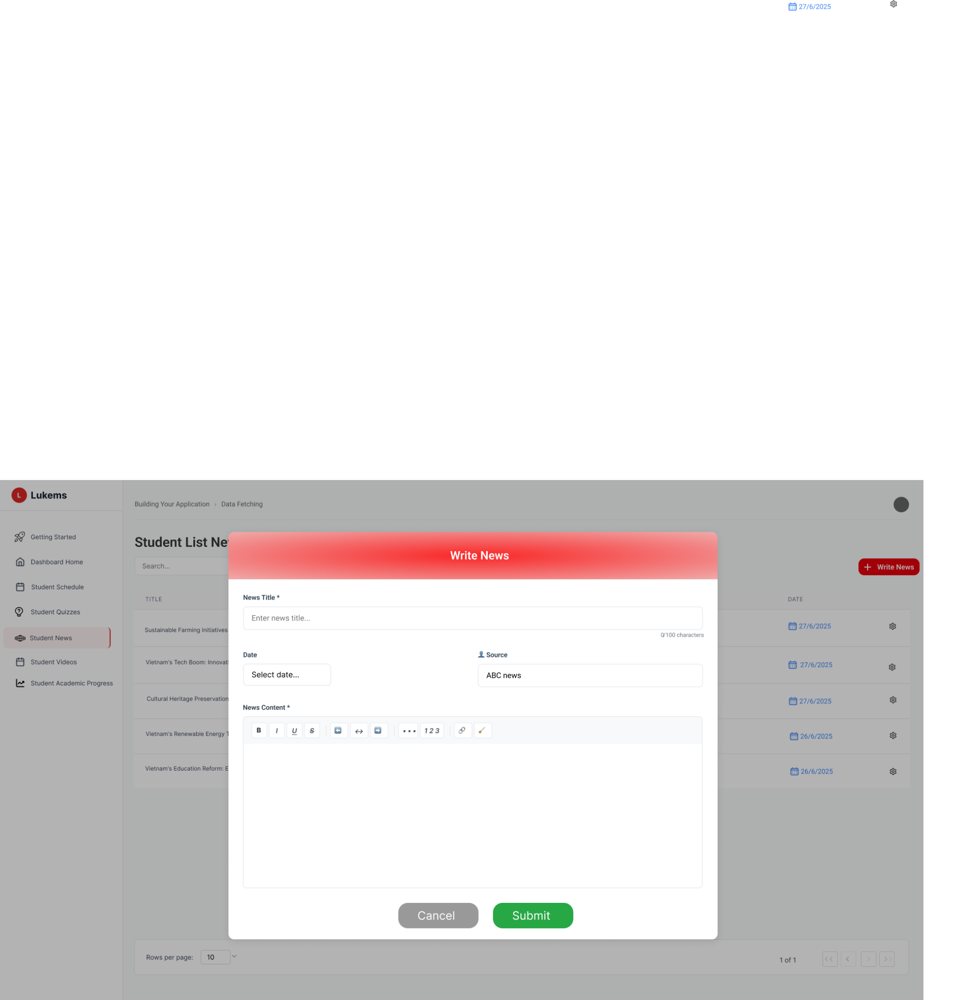 27/6/2025
L Lukems
Building Your Application › Data Fetching
Getting Started
Dashboard Home
Student Schedule
Student Quizzes
Student News
Student Videos
Student Academic Progress
Student List Ne
Search...
+ Write News
TITLE
DATE
Sustainable Farming Initiatives
27/6/2025
Vietnam's Tech Boom: Innovat
27/6/2025
Cultural Heritage Preservation
27/6/2025
Vietnam's Renewable Energy T
26/6/2025
Vietnam's Education Reform: E
26/6/2025
Write News
News Title *
Enter news title...
0/100 characters
Date
Source
Select date...
ABC news
News Content *
B I U S ••• 1 2 3
Cancel
Submit
Rows per page: 10
1 of 1
<< < > >>